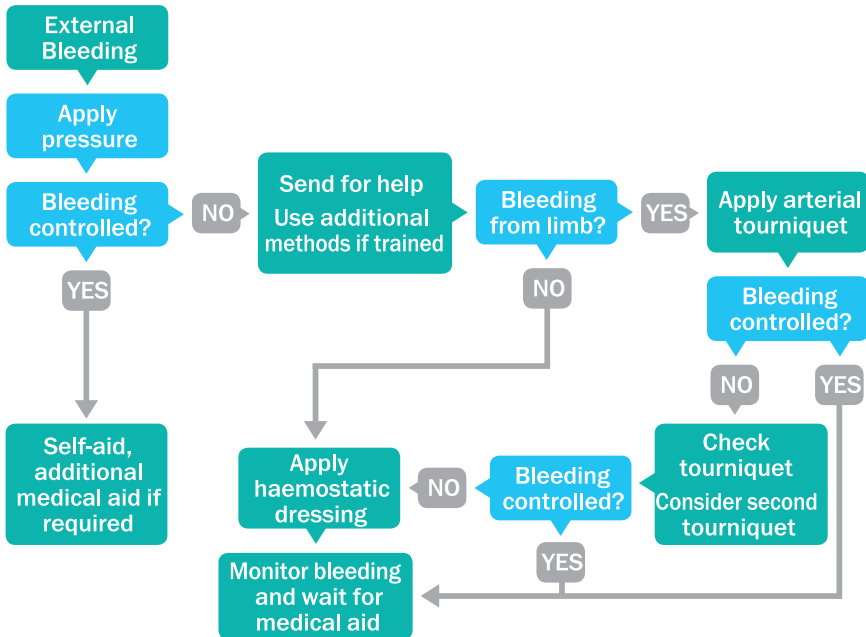 External
Bleeding
Apply
pressure
Bleeding
controlled?
NO
Send for help
Use additional
methods if trained
Bleeding
from limb?
YES
Apply arterial
tourniquet
YES
NO
Bleeding
controlled?
NO
YES
Self-aid,
additional
medical aid if
required
Apply
haemostatic
dressing
NO
Bleeding
controlled?
Check
tourniquet
Consider second
tourniquet
YES
Monitor bleeding
and wait for
medical aid